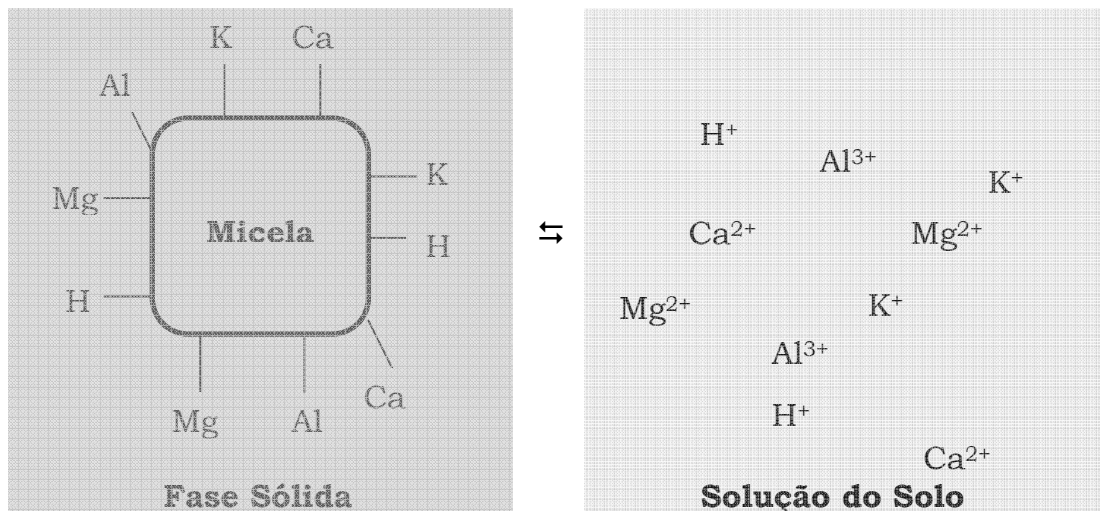 K Ca
Al
K
Mg
Micela
H
H
Ca
Mg Al
Fase Sólida
⇆
H⁺
Al³⁺
K⁺
Ca²⁺ Mg²⁺
Mg²⁺ K⁺
Al³⁺
H⁺
Ca²⁺
Solução do Solo